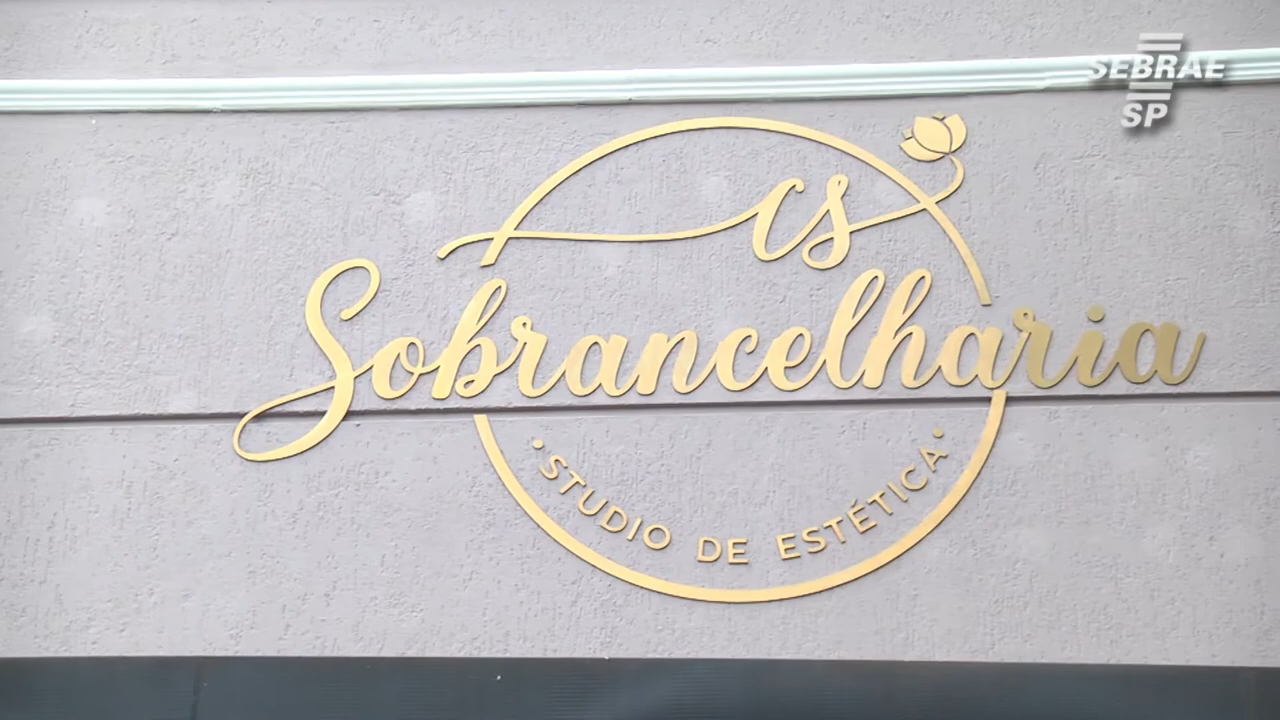 SEBRAE
SP
CS
Sobrancelharia
• STUDIO DE ESTÉTICA •